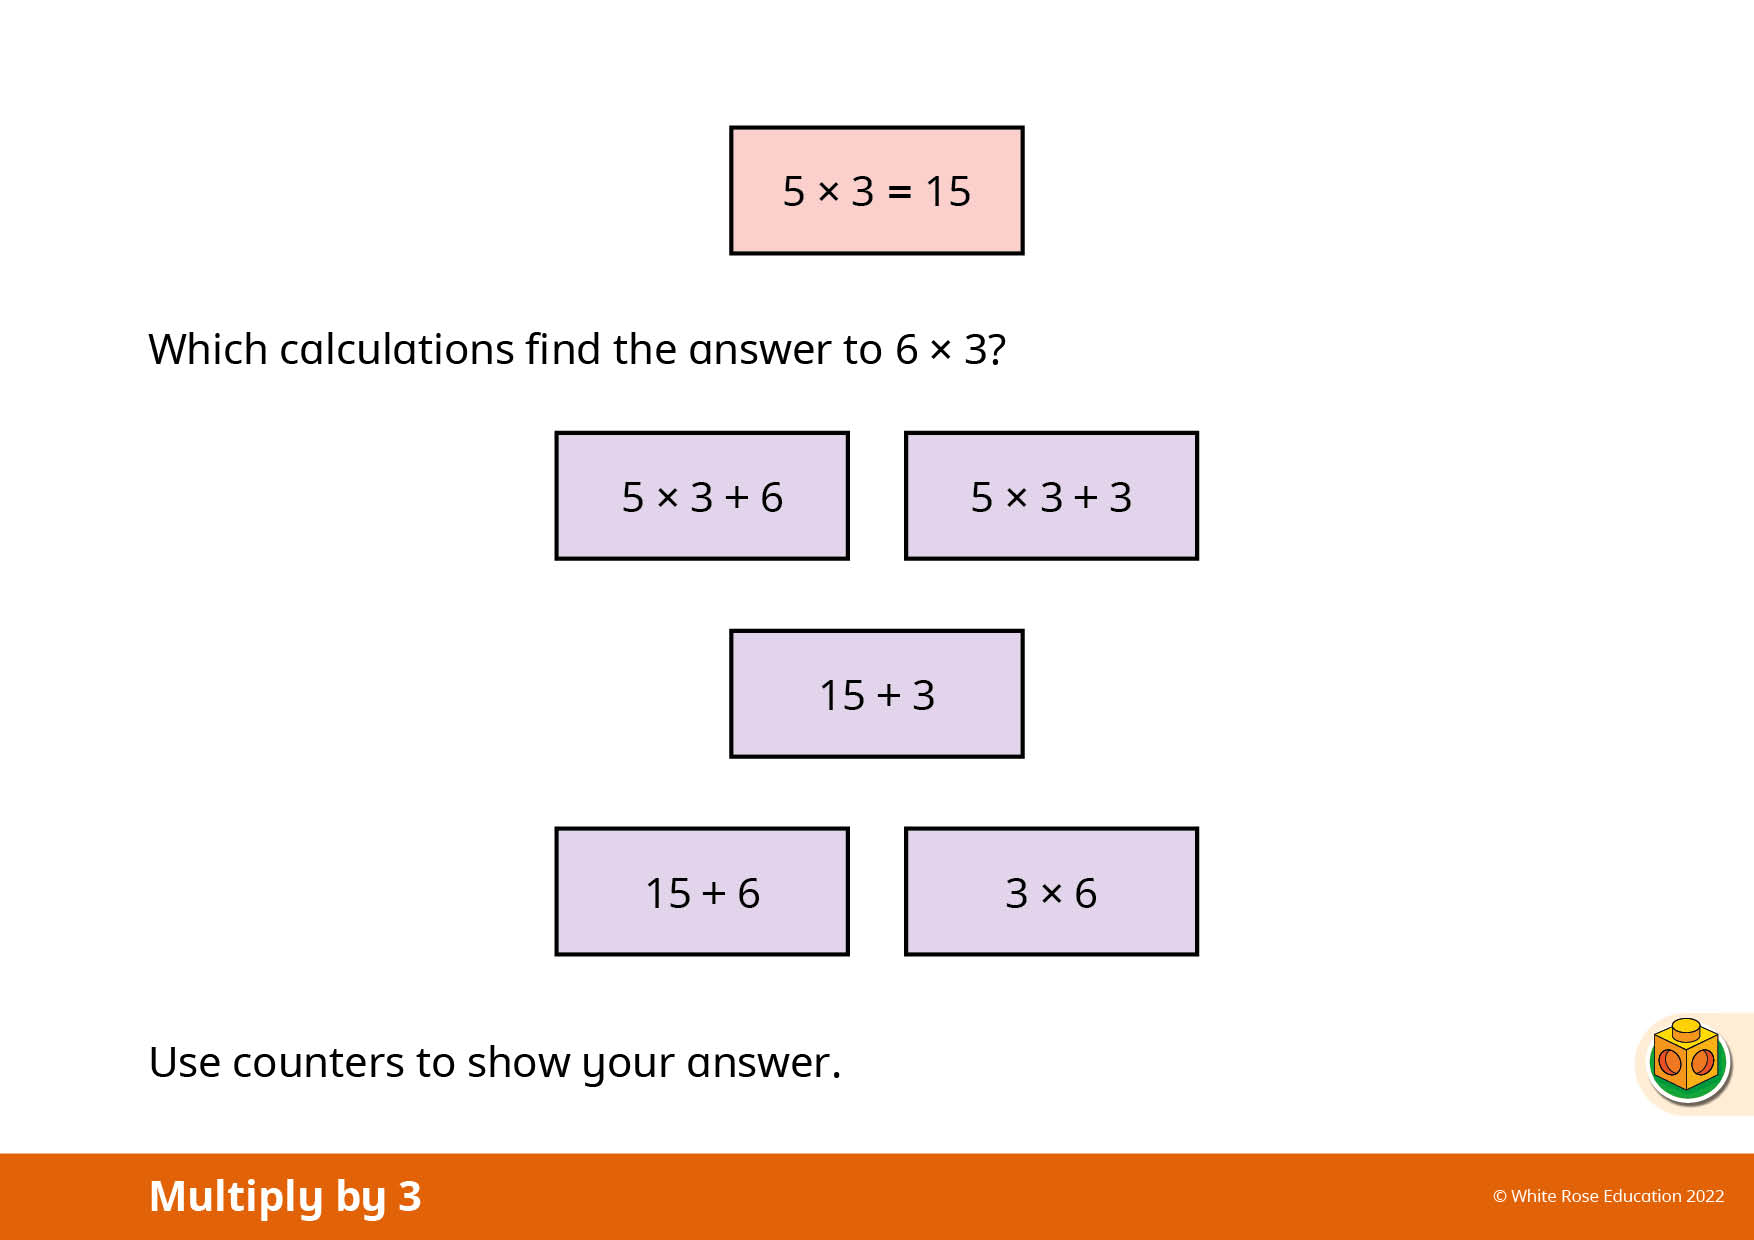 5 × 3 = 15
Which calculations find the answer to 6 × 3?
5 × 3 + 6
5 × 3 + 3
15 + 3
15 + 6
3 × 6
Use counters to show your answer.
Multiply by 3
© White Rose Education 2022